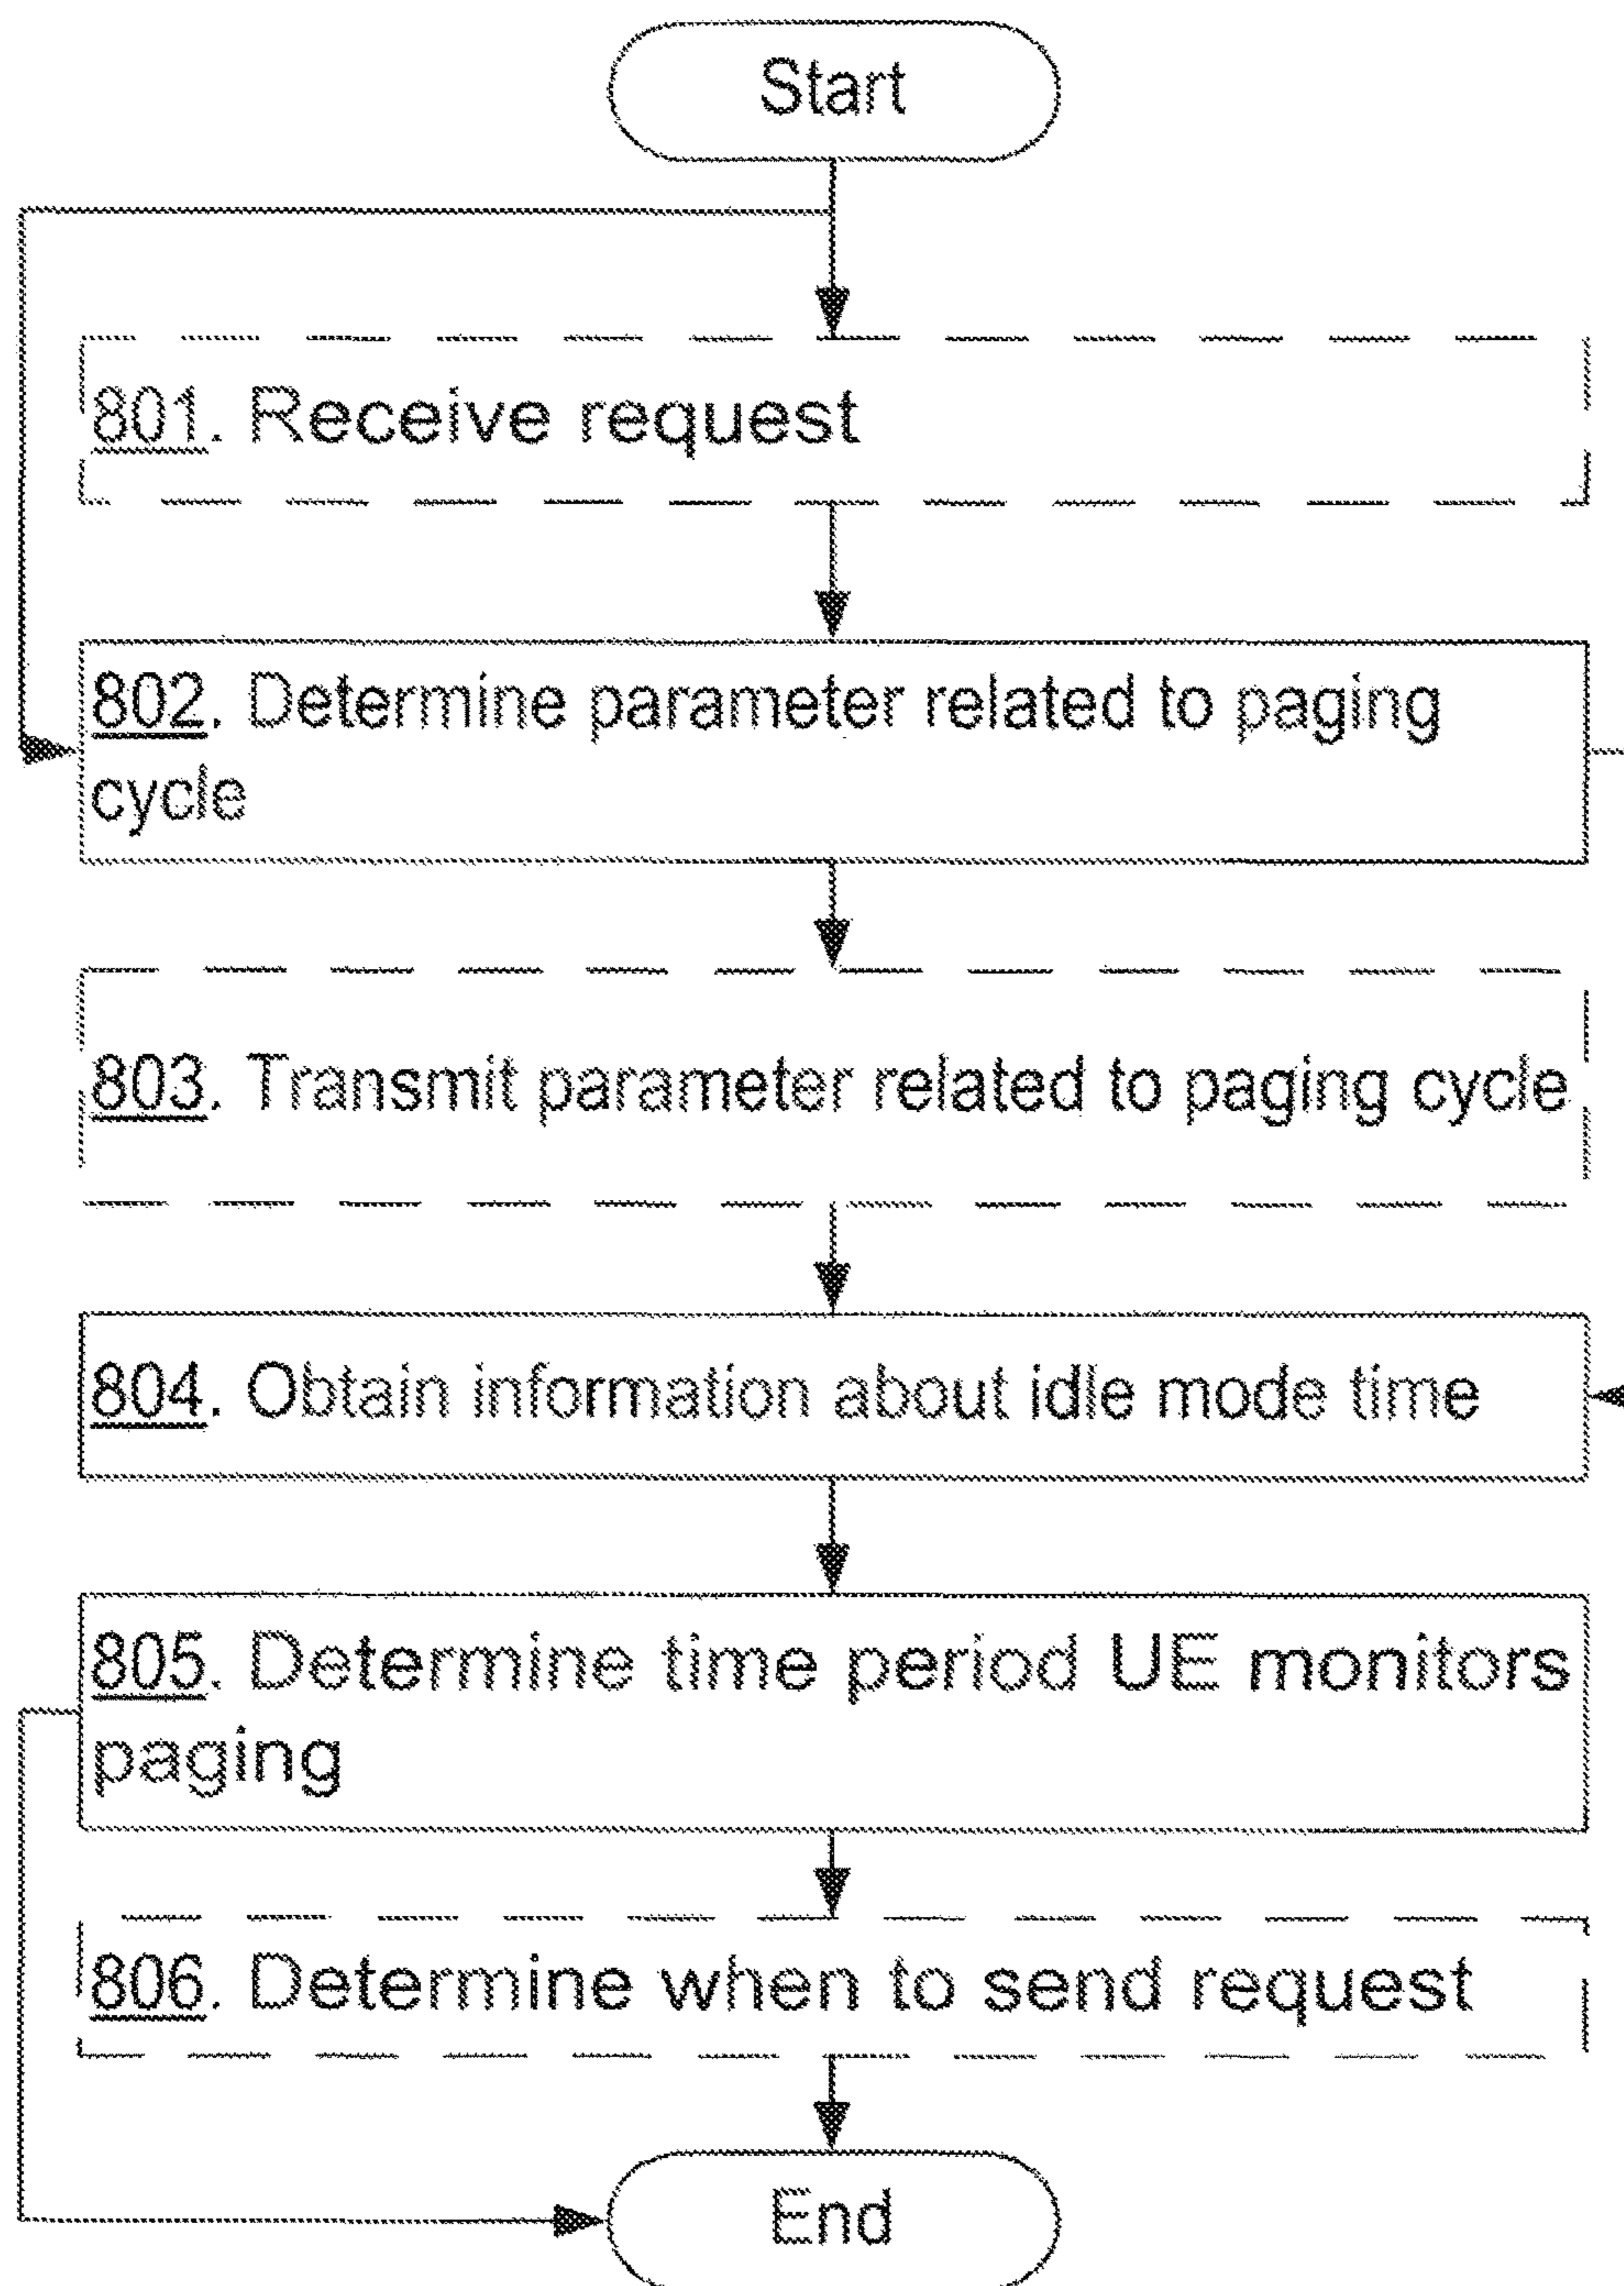 Start
801. Receive request
802. Determine parameter related to paging
cycle
803. Transmit parameter related to paging cycle
804. Obtain information about idle mode time
805. Determine time period UE monitors
paging
806. Determine when to send request
End